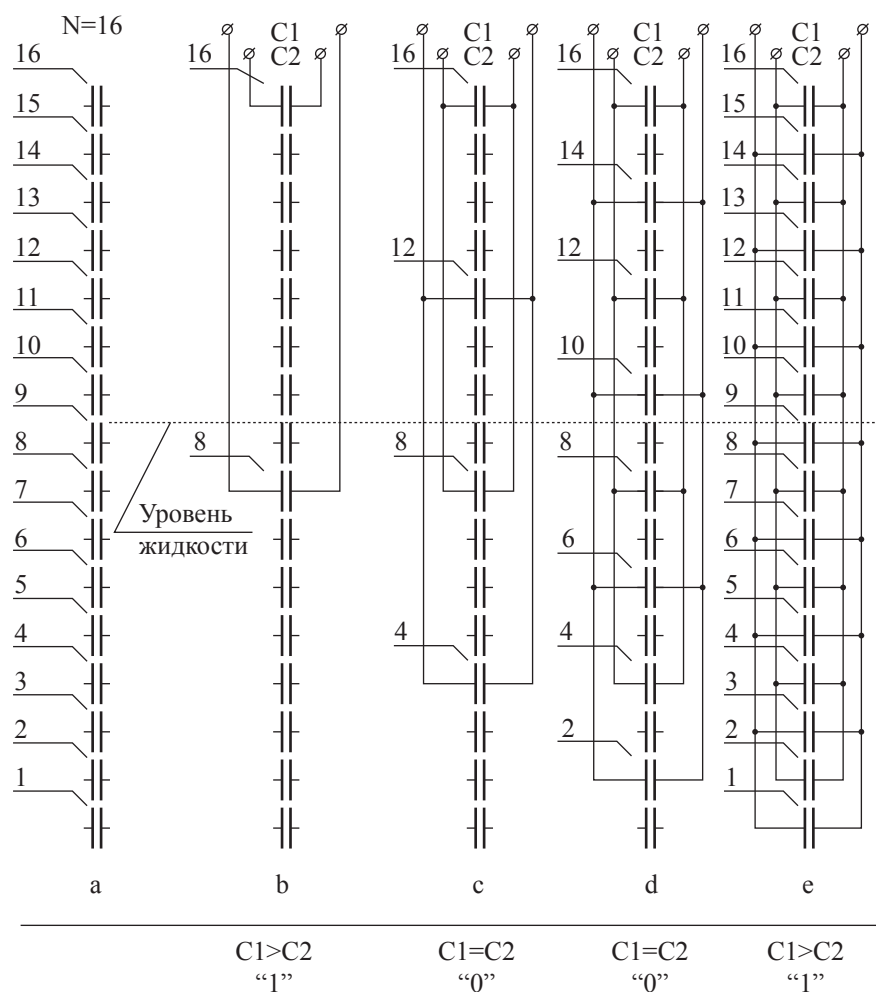 N=16
C1 C1 C1 C1
16 16 C2 16 C2 16 C2 16 C2
15 15
14 14 14
13 13
12 12 12 12
11 11
10 10 10
9 9
8 8 8 8 8
7 7
Уровень
жидкости
6 6 6
5 5
4 4 4 4
3 3
2 2 2
1 1
a b c d e
C1>C2 C1=C2 C1=C2 C1>C2
“1” “0” “0” “1”